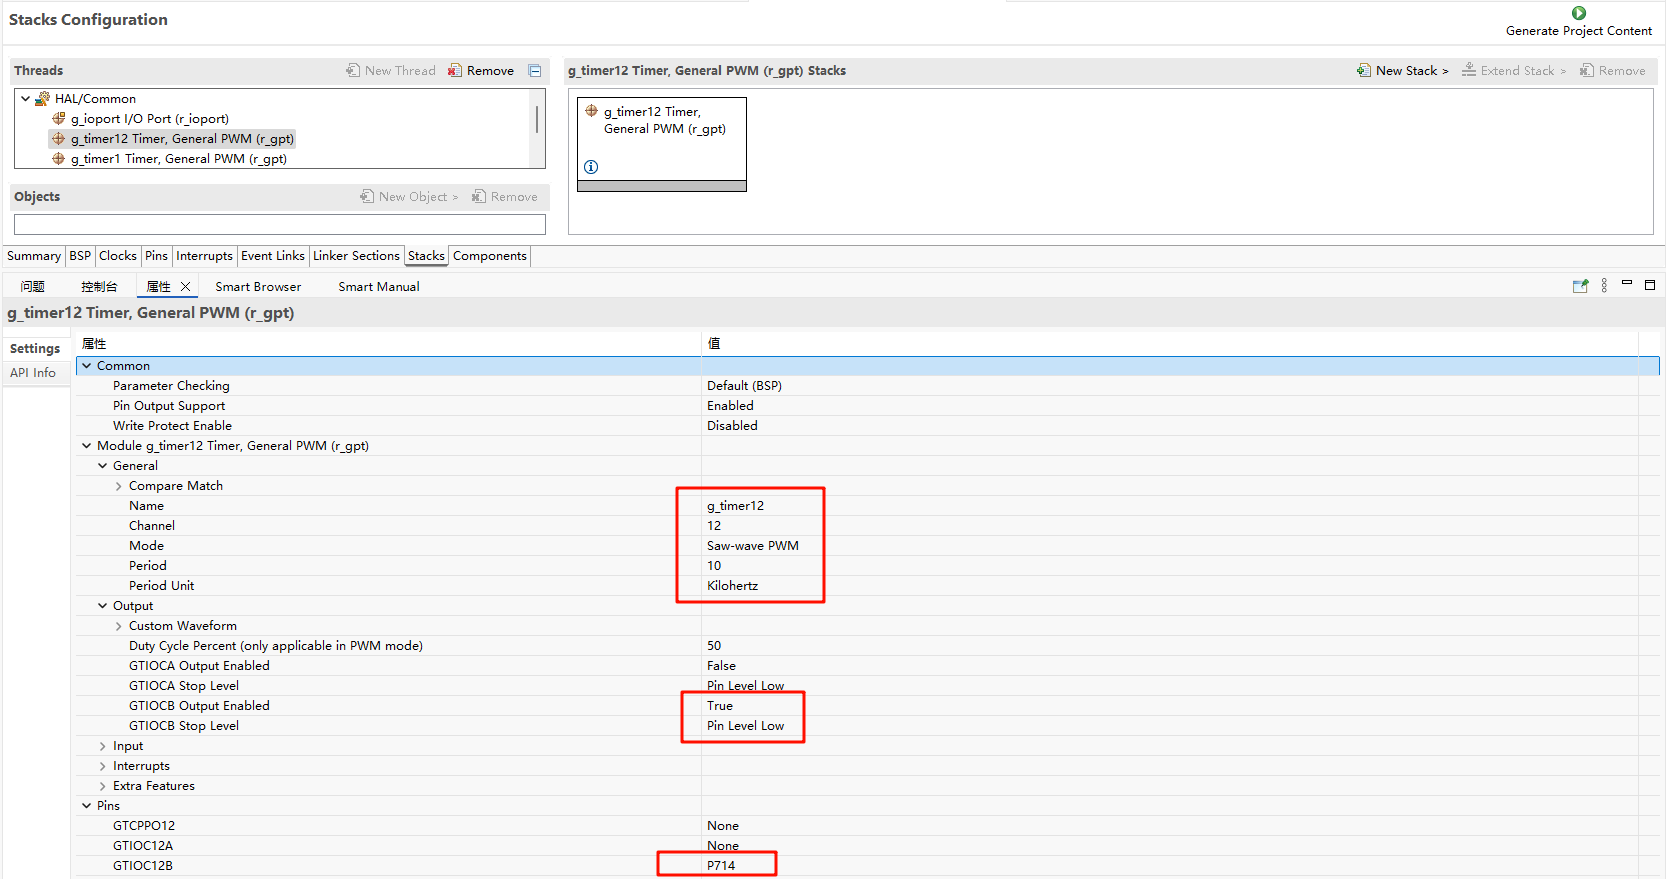 Stacks Configuration
Generate Project Content
Threads
New Thread
Remove
HAL/Common
g_ioport I/O Port (r_ioport)
g_timer12 Timer, General PWM (r_gpt)
g_timer1 Timer, General PWM (r_gpt)
Objects
New Object >
Remove
g_timer12 Timer, General PWM (r_gpt) Stacks
New Stack >
Extend Stack >
Remove
g_timer12 Timer,
General PWM (r_gpt)
Summary BSP Clocks Pins Interrupts Event Links Linker Sections Stacks Components
问题 控制台 属性 Smart Browser Smart Manual
g_timer12 Timer, General PWM (r_gpt)
Settings
API Info
属性 值
Common
Parameter Checking Default (BSP)
Pin Output Support Enabled
Write Protect Enable Disabled
Module g_timer12 Timer, General PWM (r_gpt)
General
Compare Match
Name g_timer12
Channel 12
Mode Saw-wave PWM
Period 10
Period Unit Kilohertz
Output
Custom Waveform
Duty Cycle Percent (only applicable in PWM mode) 50
GTIOCA Output Enabled False
GTIOCA Stop Level Pin Level Low
GTIOCB Output Enabled True
GTIOCB Stop Level Pin Level Low
Input
Interrupts
Extra Features
Pins
GTCPPO12 None
GTIOC12A None
GTIOC12B P714